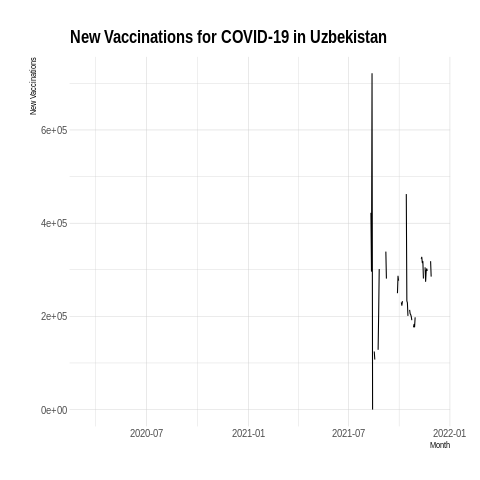 New Vaccinations for COVID-19 in Uzbekistan
New Vaccinations
6e+05
4e+05
2e+05
0e+00
2020-07
2021-01
2021-07
2022-01
Month